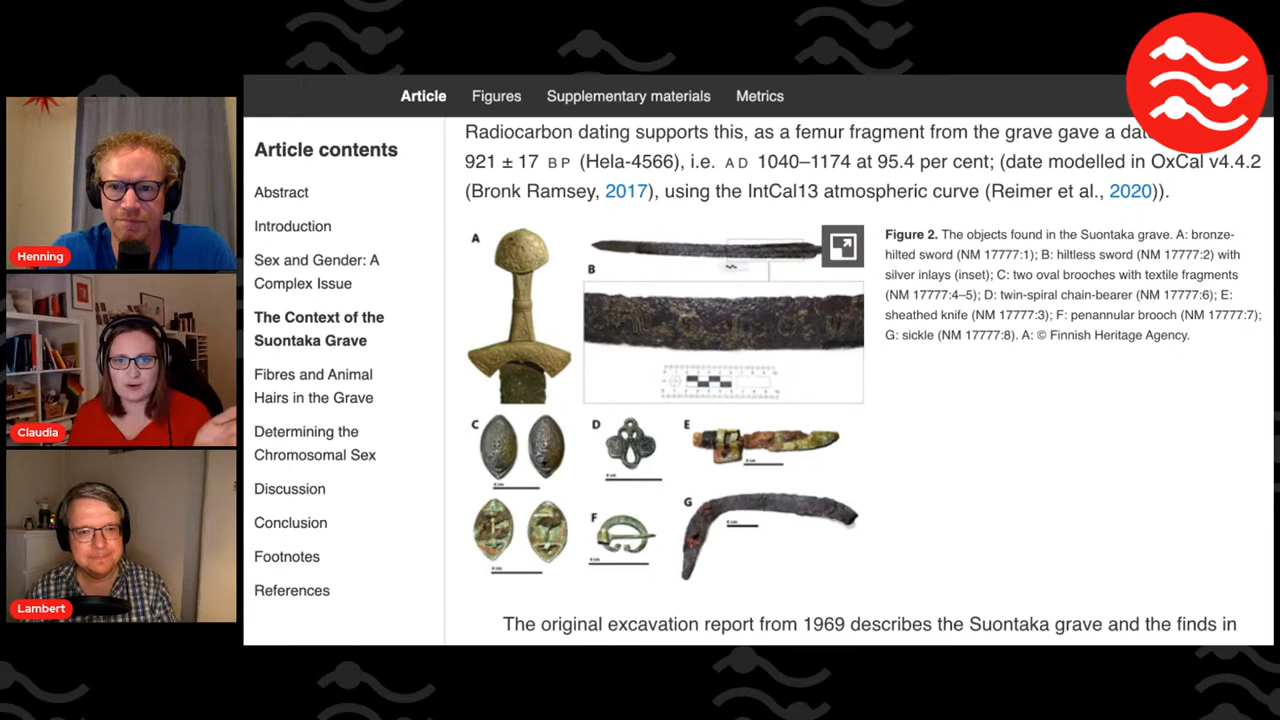 Article Figures Supplementary materials Metrics
Henning
Claudia
Lambert
Article contents
Abstract
Introduction
Sex and Gender: A
Complex Issue
The Context of the
Suontaka Grave
Fibres and Animal
Hairs in the Grave
Determining the
Chromosomal Sex
Discussion
Conclusion
Footnotes
References
Radiocarbon dating supports this, as a femur fragment from the grave gave a
921 ± 17 BP (Hela-4566), i.e. AD 1040–1174 at 95.4 per cent; (date modelled in OxCal v4.4.2
(Bronk Ramsey, 2017), using the IntCal13 atmospheric curve (Reimer et al., 2020)).
A
B
C
D
E
F
G
Figure 2. The objects found in the Suontaka grave. A: bronze-
hilted sword (NM 17777:1); B: hiltless sword (NM 17777:2) with
silver inlays (inset); C: two oval brooches with textile fragments
(NM 17777:4–5); D: twin-spiral chain-bearer (NM 17777:6); E:
sheathed knife (NM 17777:3); F: penannular brooch (NM 17777:7);
G: sickle (NM 17777:8). A: © Finnish Heritage Agency.
The original excavation report from 1969 describes the Suontaka grave and the finds in